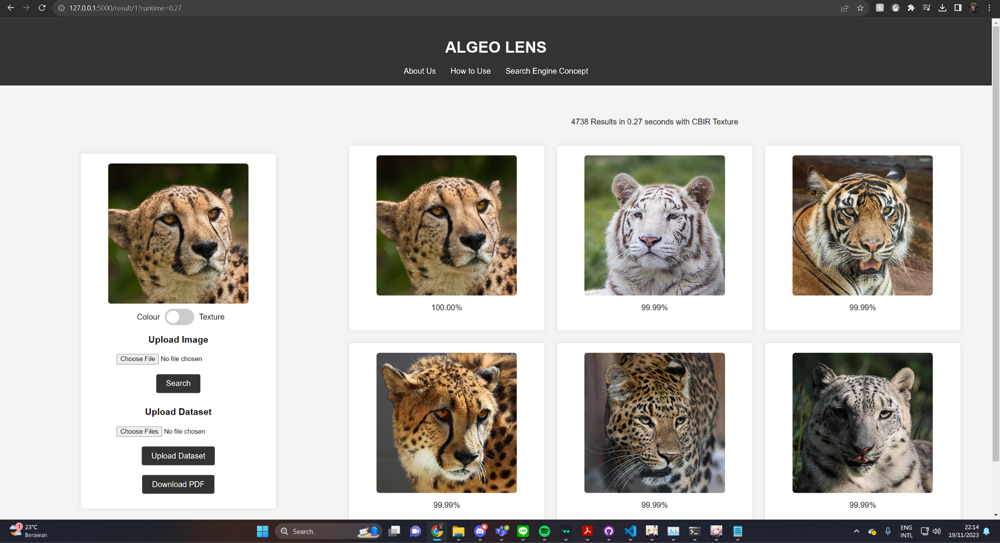 127.0.0.1:5000/result/1?runtime=0.27
ALGEO LENS
About Us How to Use Search Engine Concept
4738 Results in 0.27 seconds with CBIR Texture
100.00% 99.99% 99.99%
Colour Texture
Upload Image
Choose File No file chosen
Search
Upload Dataset
Choose Files No file chosen
Upload Dataset
Download PDF
99.99% 99.99% 99.99%
1
23°C
Berawan
Search
LINE
ENG
INTL
22:14
19/11/2023